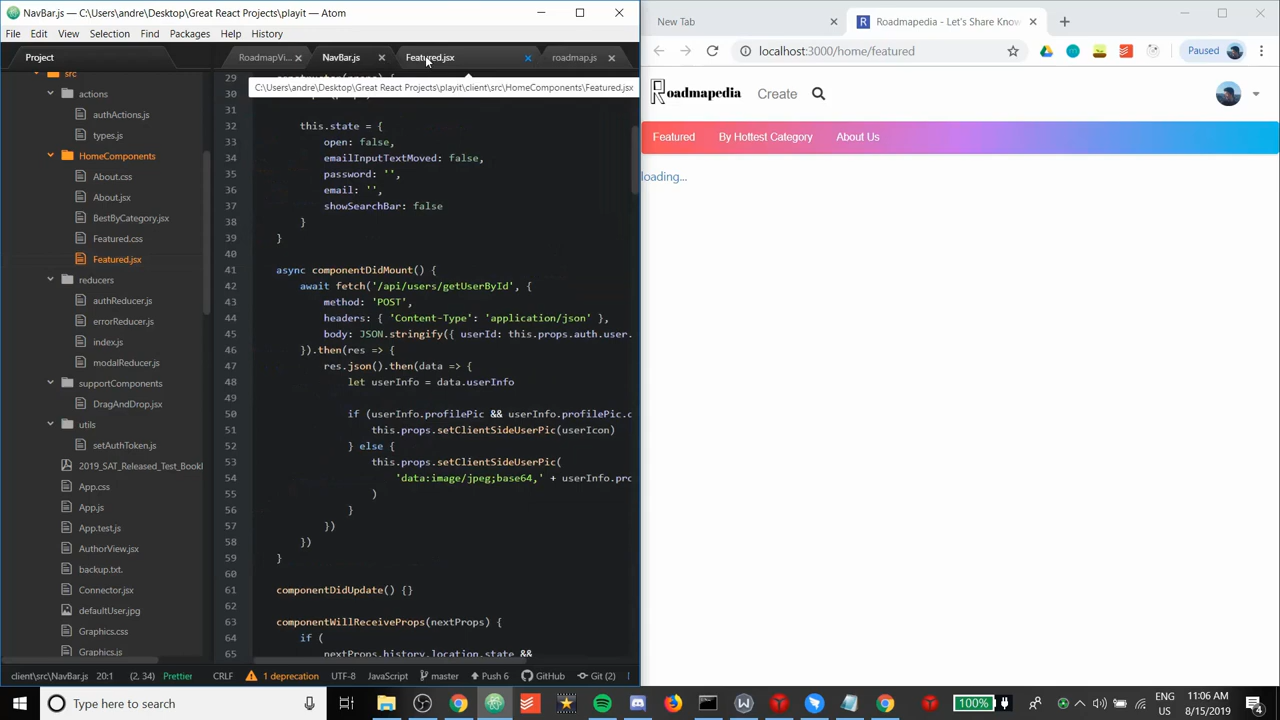 NavBar.js — C:\Users\andre\Desktop\Great React Projects\playit — Atom
File Edit View Selection Find Packages Help History
Project
src
actions
authActions.js
types.js
HomeComponents
About.css
About.jsx
BestByCategory.jsx
Featured.css
Featured.jsx
reducers
authReducer.js
errorReducer.js
index.js
modalReducer.js
supportComponents
DragAndDrop.jsx
utils
setAuthToken.js
2019_SAT_Released_Test_Bookl
App.css
App.js
App.test.js
AuthorView.jsx
backup.txt.
Connector.jsx
defaultUser.jpg
Graphics.css
Graphics.js
RoadmapVi... NavBar.js Featured.jsx roadmap.js
C:\Users\andre\Desktop\Great React Projects\playit\client\src\HomeComponents\Featured.jsx
29
30
31
32 this.state = {
33 open: false,
34 emailInputTextMoved: false,
35 password: '',
36 email: '',
37 showSearchBar: false
38 }
39 }
40
41 async componentDidMount() {
42 await fetch('/api/users/getUserById', {
43 method: 'POST',
44 headers: { 'Content-Type': 'application/json' },
45 body: JSON.stringify({ userId: this.props.auth.user.
46 }).then(res => {
47 res.json().then(data => {
48 let userInfo = data.userInfo
49
50 if (userInfo.profilePic && userInfo.profilePic.c
51 this.props.setClientSideUserPic(userIcon)
52 } else {
53 this.props.setClientSideUserPic(
54 'data:image/jpeg;base64,' + userInfo.pro
55 )
56 }
57 })
58 })
59 }
60
61 componentDidUpdate() {}
62
63 componentWillReceiveProps(nextProps) {
64 if (
65 nextProps.history.location.state &&
client\src\NavBar.js 20:1 (2, 34) Prettier CRLF 1 deprecation UTF-8 JavaScript master Push 6 GitHub Git (2)
New Tab
R Roadmapedia - Let's Share Know
localhost:3000/home/featured
Paused
Roadmapedia Create
Featured By Hottest Category About Us
loading...
Type here to search
100%
ENG
US
11:06 AM
8/15/2019
4